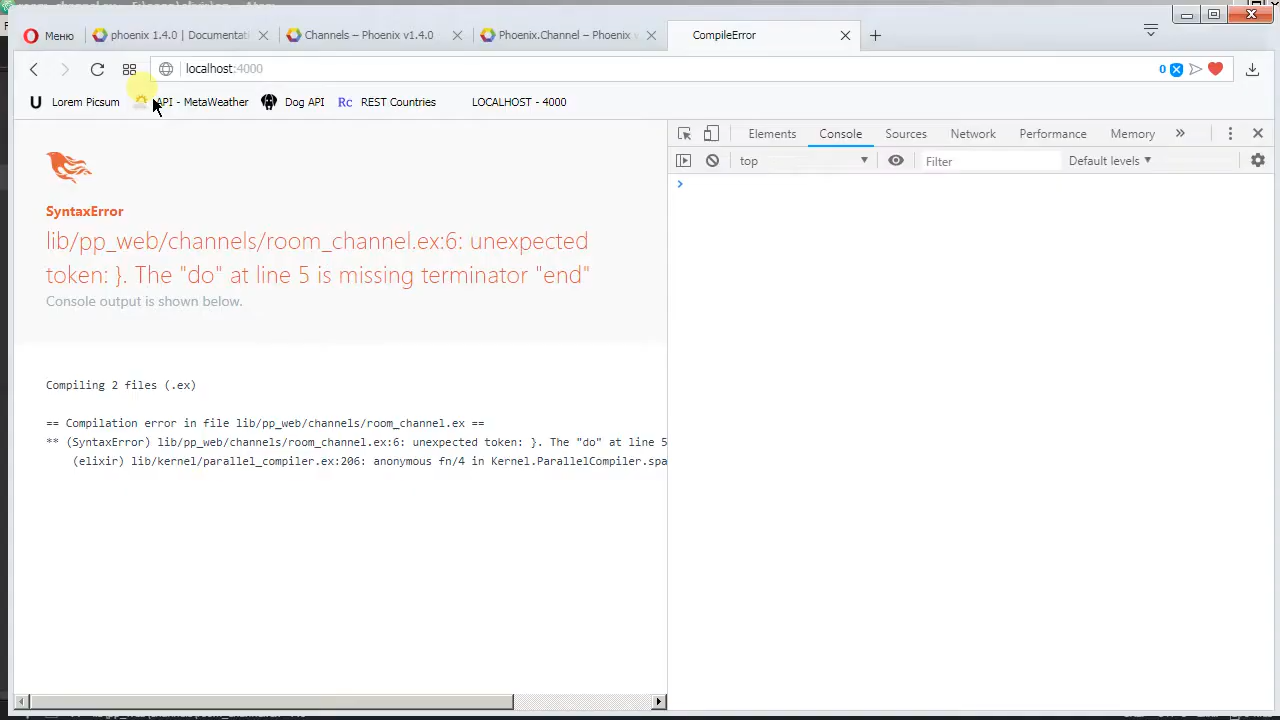 Меню
phoenix 1.4.0 | Documentati
Channels – Phoenix v1.4.0
Phoenix.Channel – Phoenix v
CompileError
localhost:4000
0
U Lorem Picsum
API - MetaWeather
Dog API
Rc REST Countries
LOCALHOST - 4000
Elements
Console
Sources
Network
Performance
Memory
»
top
Filter
Default levels
SyntaxError
lib/pp_web/channels/room_channel.ex:6: unexpected
token: }. The "do" at line 5 is missing terminator "end"
Console output is shown below.
Compiling 2 files (.ex)
== Compilation error in file lib/pp_web/channels/room_channel.ex ==
** (SyntaxError) lib/pp_web/channels/room_channel.ex:6: unexpected token: }. The "do" at line 5
(elixir) lib/kernel/parallel_compiler.ex:206: anonymous fn/4 in Kernel.ParallelCompiler.spa